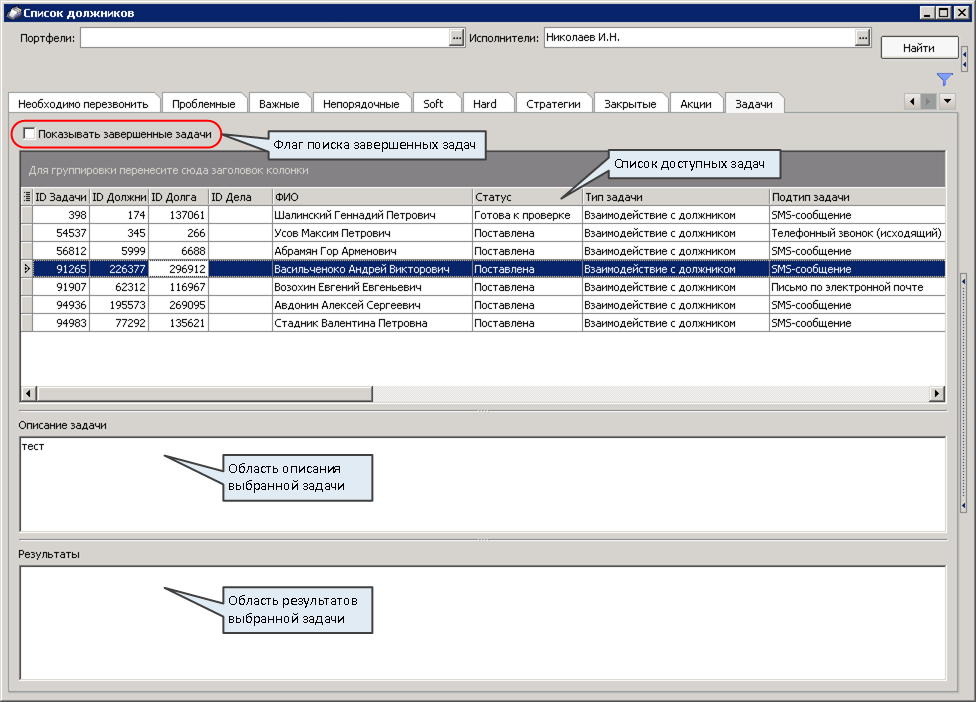 Список должников
Портфели: ... Исполнители: Николаев И.Н. ... Найти
Необходимо перезвонить Проблемные Важные Непорядочные Soft Hard Стратегии Закрытые Акции Задачи
Показывать завершенные задачи
Флаг поиска завершенных задач
Список доступных задач
Для группировки перенесите сюда заголовок колонки
ID Задачи ID Должни ID Долга ID Дела ФИО Статус Тип задачи Подтип задачи
398 174 137061 Шалинский Геннадий Петрович Готова к проверке Взаимодействие с должником SMS-сообщение
54537 345 266 Усов Максим Петрович Поставлена Взаимодействие с должником Телефонный звонок (исходящий)
56812 5999 6688 Абрамян Гор Арменович Поставлена Взаимодействие с должником SMS-сообщение
91265 226377 296912 Васильченоко Андрей Викторович Поставлена Взаимодействие с должником SMS-сообщение
91907 62312 116967 Возохин Евгений Евгеньевич Поставлена Взаимодействие с должником Письмо по электронной почте
94936 195573 269095 Авдонин Алексей Сергеевич Поставлена Взаимодействие с должником SMS-сообщение
94983 77292 135621 Стадник Валентина Петровна Поставлена Взаимодействие с должником SMS-сообщение
Описание задачи
тест
Область описания
выбранной задачи
Результаты
Область результатов
выбранной задачи